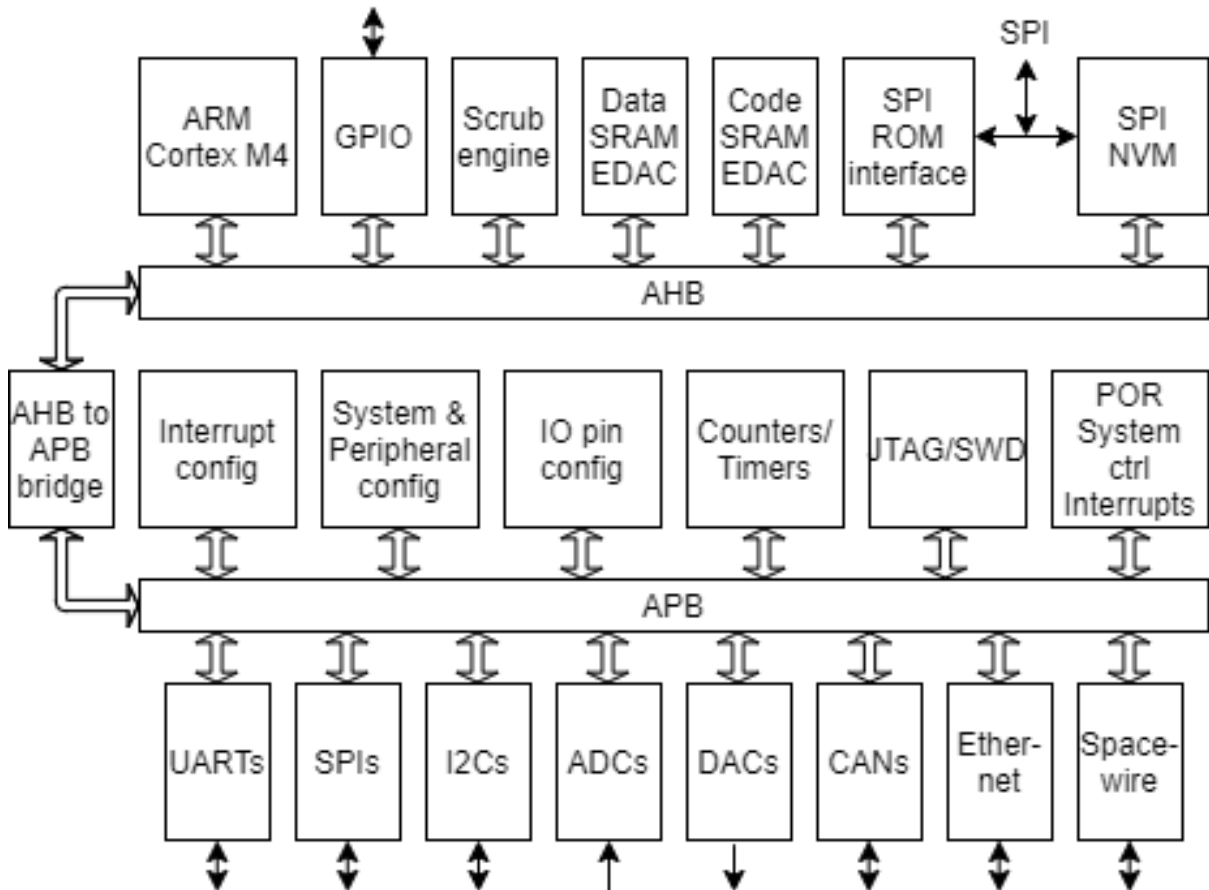 SPI
ARM
Cortex M4
GPIO
Scrub
engine
Data
SRAM
EDAC
Code
SRAM
EDAC
SPI
ROM
interface
SPI
NVM
AHB
AHB to
APB
bridge
Interrupt
config
System &
Peripheral
config
IO pin
config
Counters/
Timers
JTAG/SWD
POR
System
ctrl
Interrupts
APB
UARTs
SPIs
I2Cs
ADCs
DACs
CANs
Ether-
net
Space-
wire